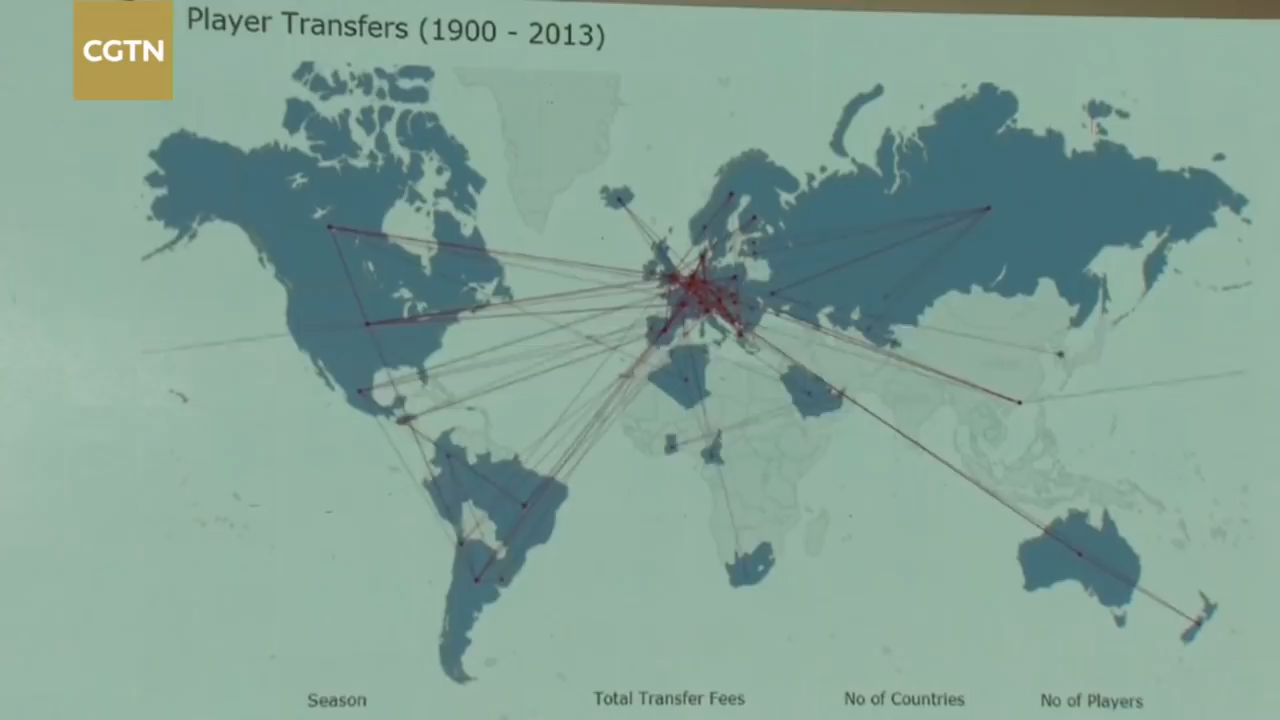 CGTN
Player Transfers (1900 - 2013)
Season
Total Transfer Fees
No of Countries
No of Players